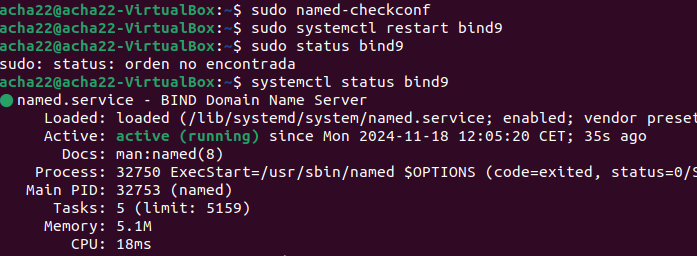 acha22@acha22-VirtualBox:~$ sudo named-checkconf
acha22@acha22-VirtualBox:~$ sudo systemctl restart bind9
acha22@acha22-VirtualBox:~$ sudo status bind9
sudo: status: orden no encontrada
acha22@acha22-VirtualBox:~$ systemctl status bind9
● named.service - BIND Domain Name Server
Loaded: loaded (/lib/systemd/system/named.service; enabled; vendor preset
Active: active (running) since Mon 2024-11-18 12:05:20 CET; 35s ago
Docs: man:named(8)
Process: 32750 ExecStart=/usr/sbin/named $OPTIONS (code=exited, status=0/S
Main PID: 32753 (named)
Tasks: 5 (limit: 5159)
Memory: 5.1M
CPU: 18ms